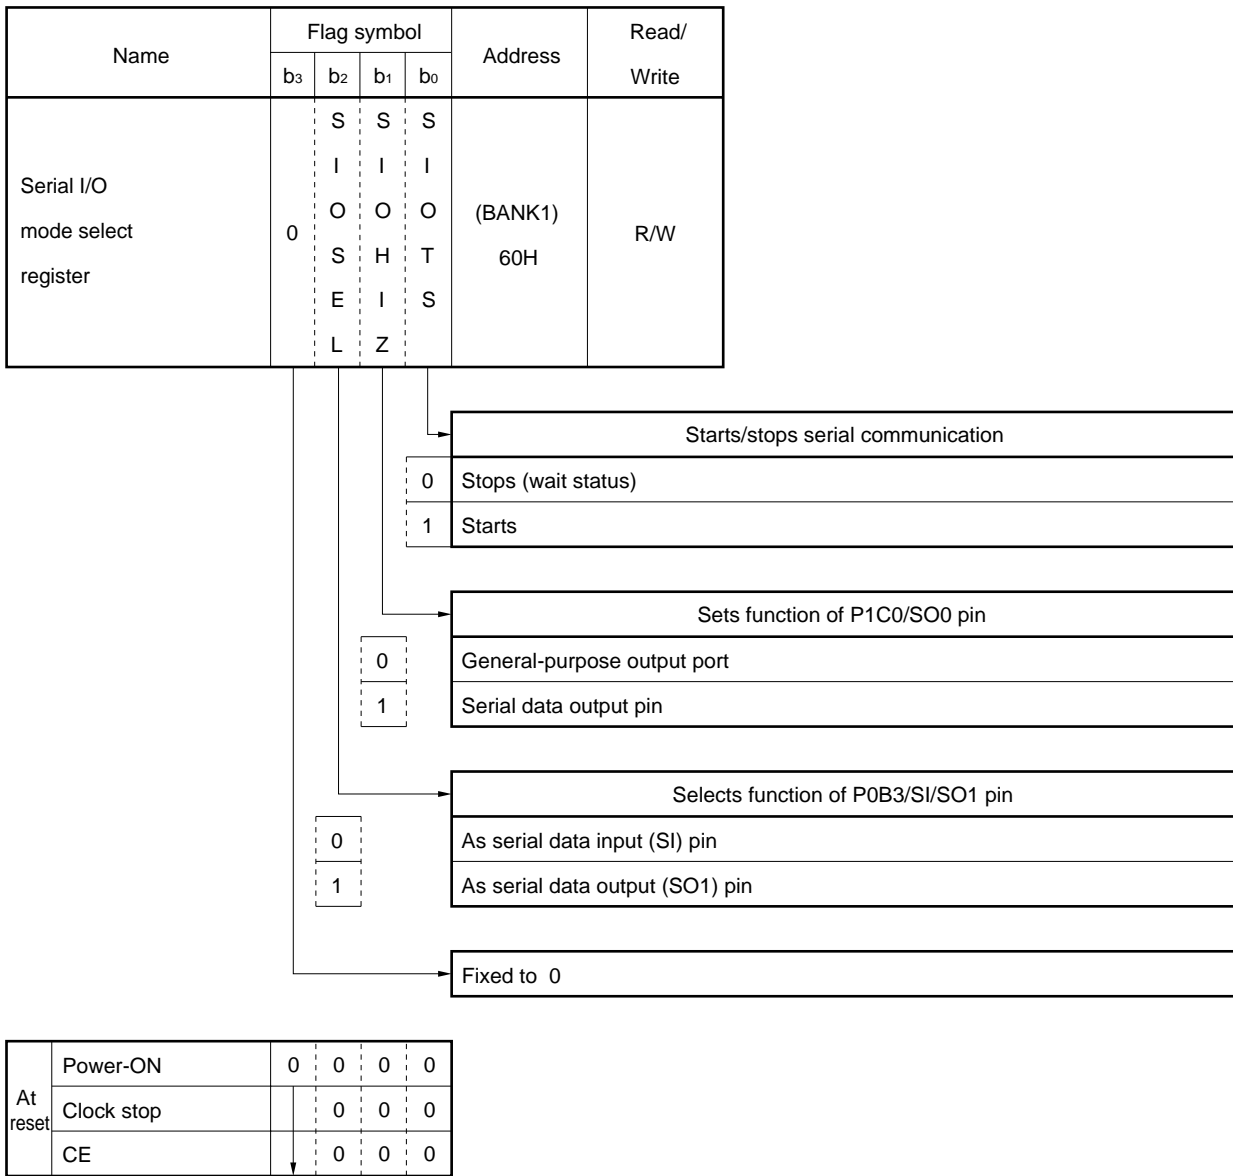 Name Flag symbol Address Read/
Write
b3 b2 b1 b0
Serial I/O
mode select
register
0
SIOSEL
SIOHIZ
SIOTS
(BANK1)
60H
R/W
Starts/stops serial communication
0 Stops (wait status)
1 Starts
Sets function of P1C0/SO0 pin
0 General-purpose output port
1 Serial data output pin
Selects function of P0B3/SI/SO1 pin
0 As serial data input (SI) pin
1 As serial data output (SO1) pin
Fixed to 0
At
reset
Power-ON 0 0 0 0
Clock stop 0 0 0
CE 0 0 0